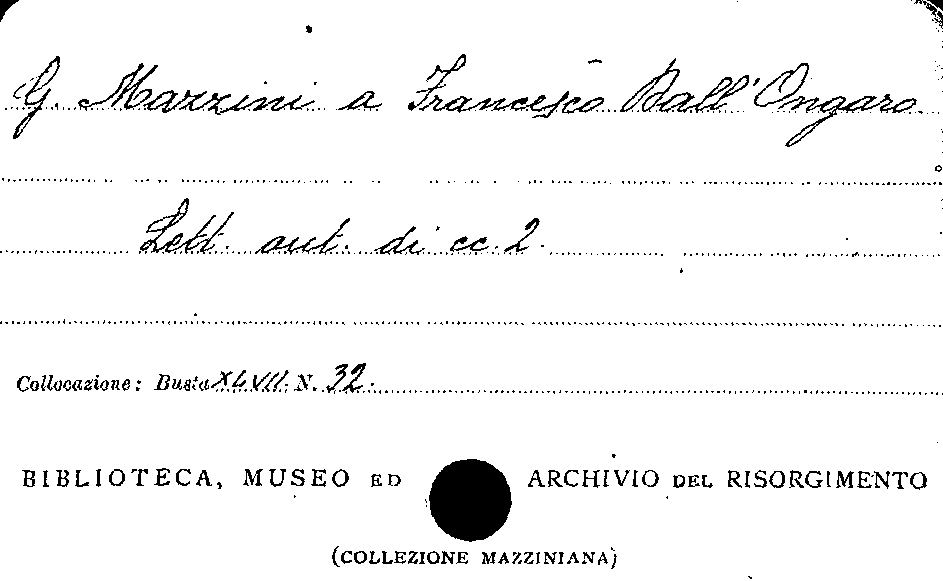 G. Mazzini a Francesco Dall'Ongaro
Lett. aut. di cc. 2.
Collocazione: Busta XLVII. N. 32.
BIBLIOTECA, MUSEO ED ARCHIVIO DEL RISORGIMENTO
(COLLEZIONE MAZZINIANA)